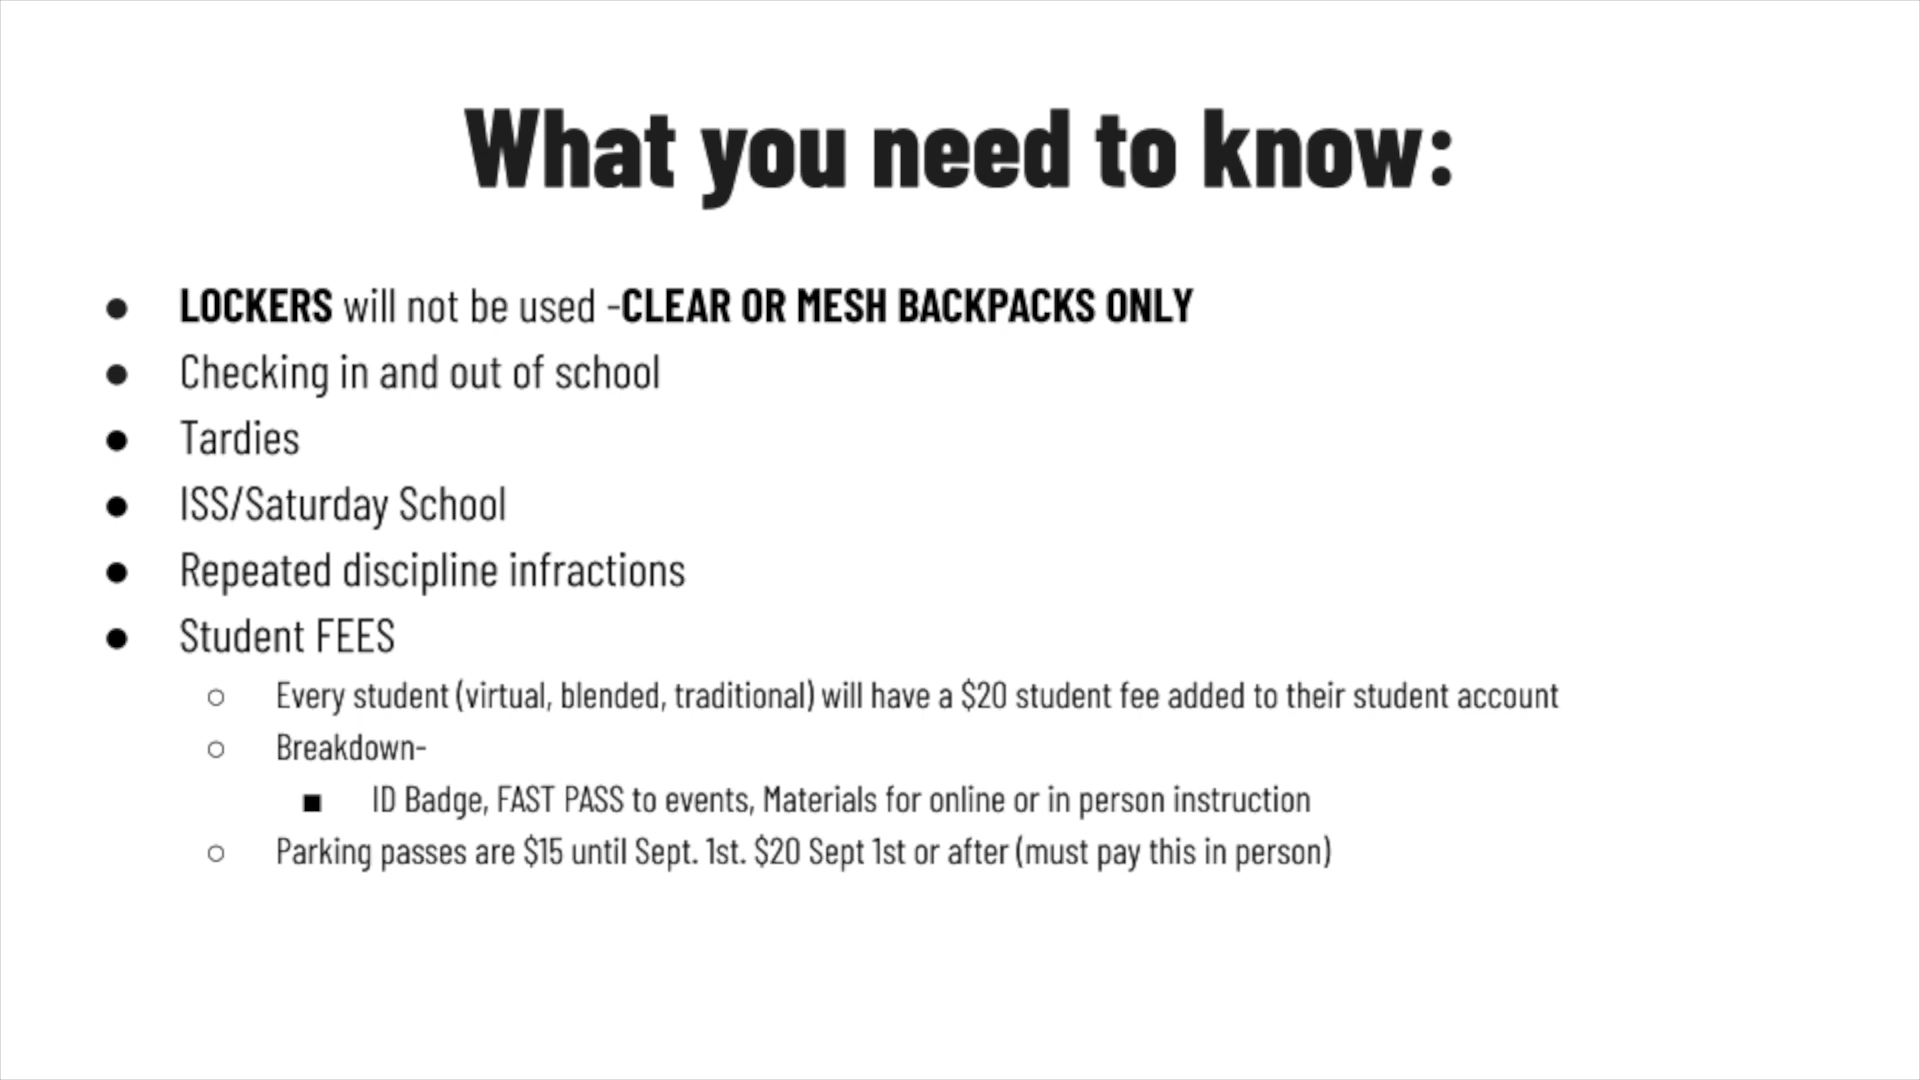 What you need to know:
● LOCKERS will not be used -CLEAR OR MESH BACKPACKS ONLY
● Checking in and out of school
● Tardies
● ISS/Saturday School
● Repeated discipline infractions
● Student FEES
○ Every student (virtual, blended, traditional) will have a $20 student fee added to their student account
○ Breakdown-
■ ID Badge, FAST PASS to events, Materials for online or in person instruction
○ Parking passes are $15 until Sept. 1st. $20 Sept 1st or after (must pay this in person)